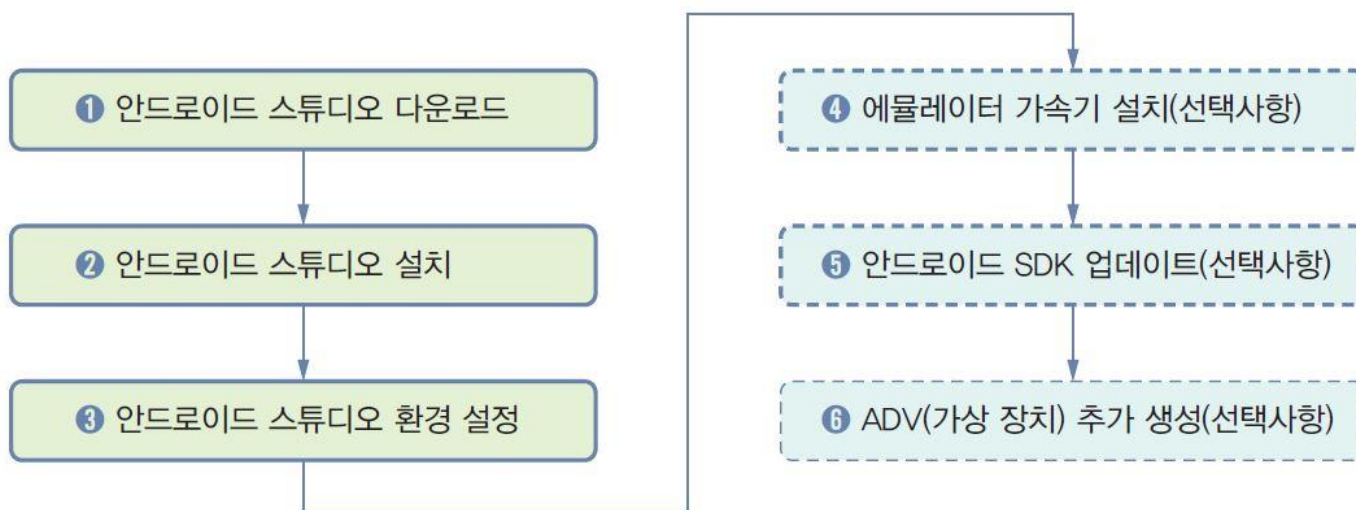 ❶ 안드로이드 스튜디오 다운로드
❷ 안드로이드 스튜디오 설치
❸ 안드로이드 스튜디오 환경 설정
❹ 에뮬레이터 가속기 설치(선택사항)
❺ 안드로이드 SDK 업데이트(선택사항)
❻ ADV(가상 장치) 추가 생성(선택사항)